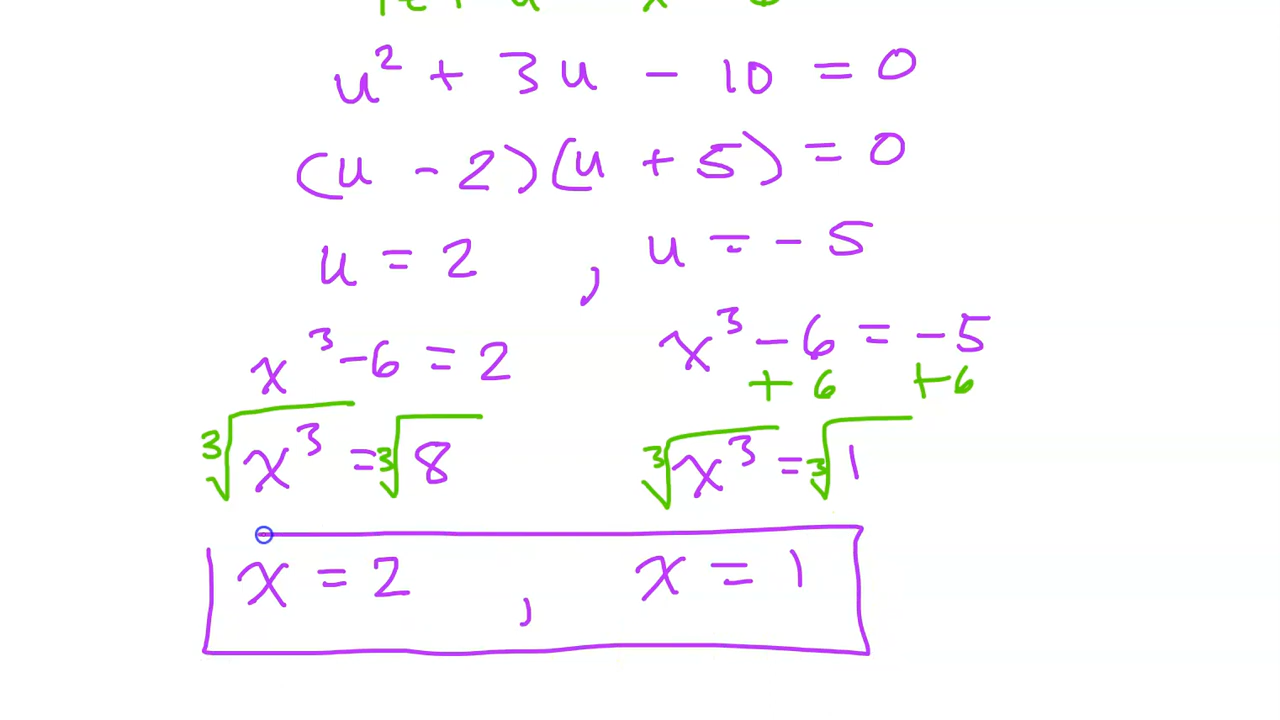 u² + 3u - 10 = 0
(u - 2)(u + 5) = 0
u = 2 , u = - 5
x³ - 6 = 2 x³ - 6 = -5
+ 6 +6
∛x³ = ∛8 ∛x³ = ∛1
x = 2 , x = 1